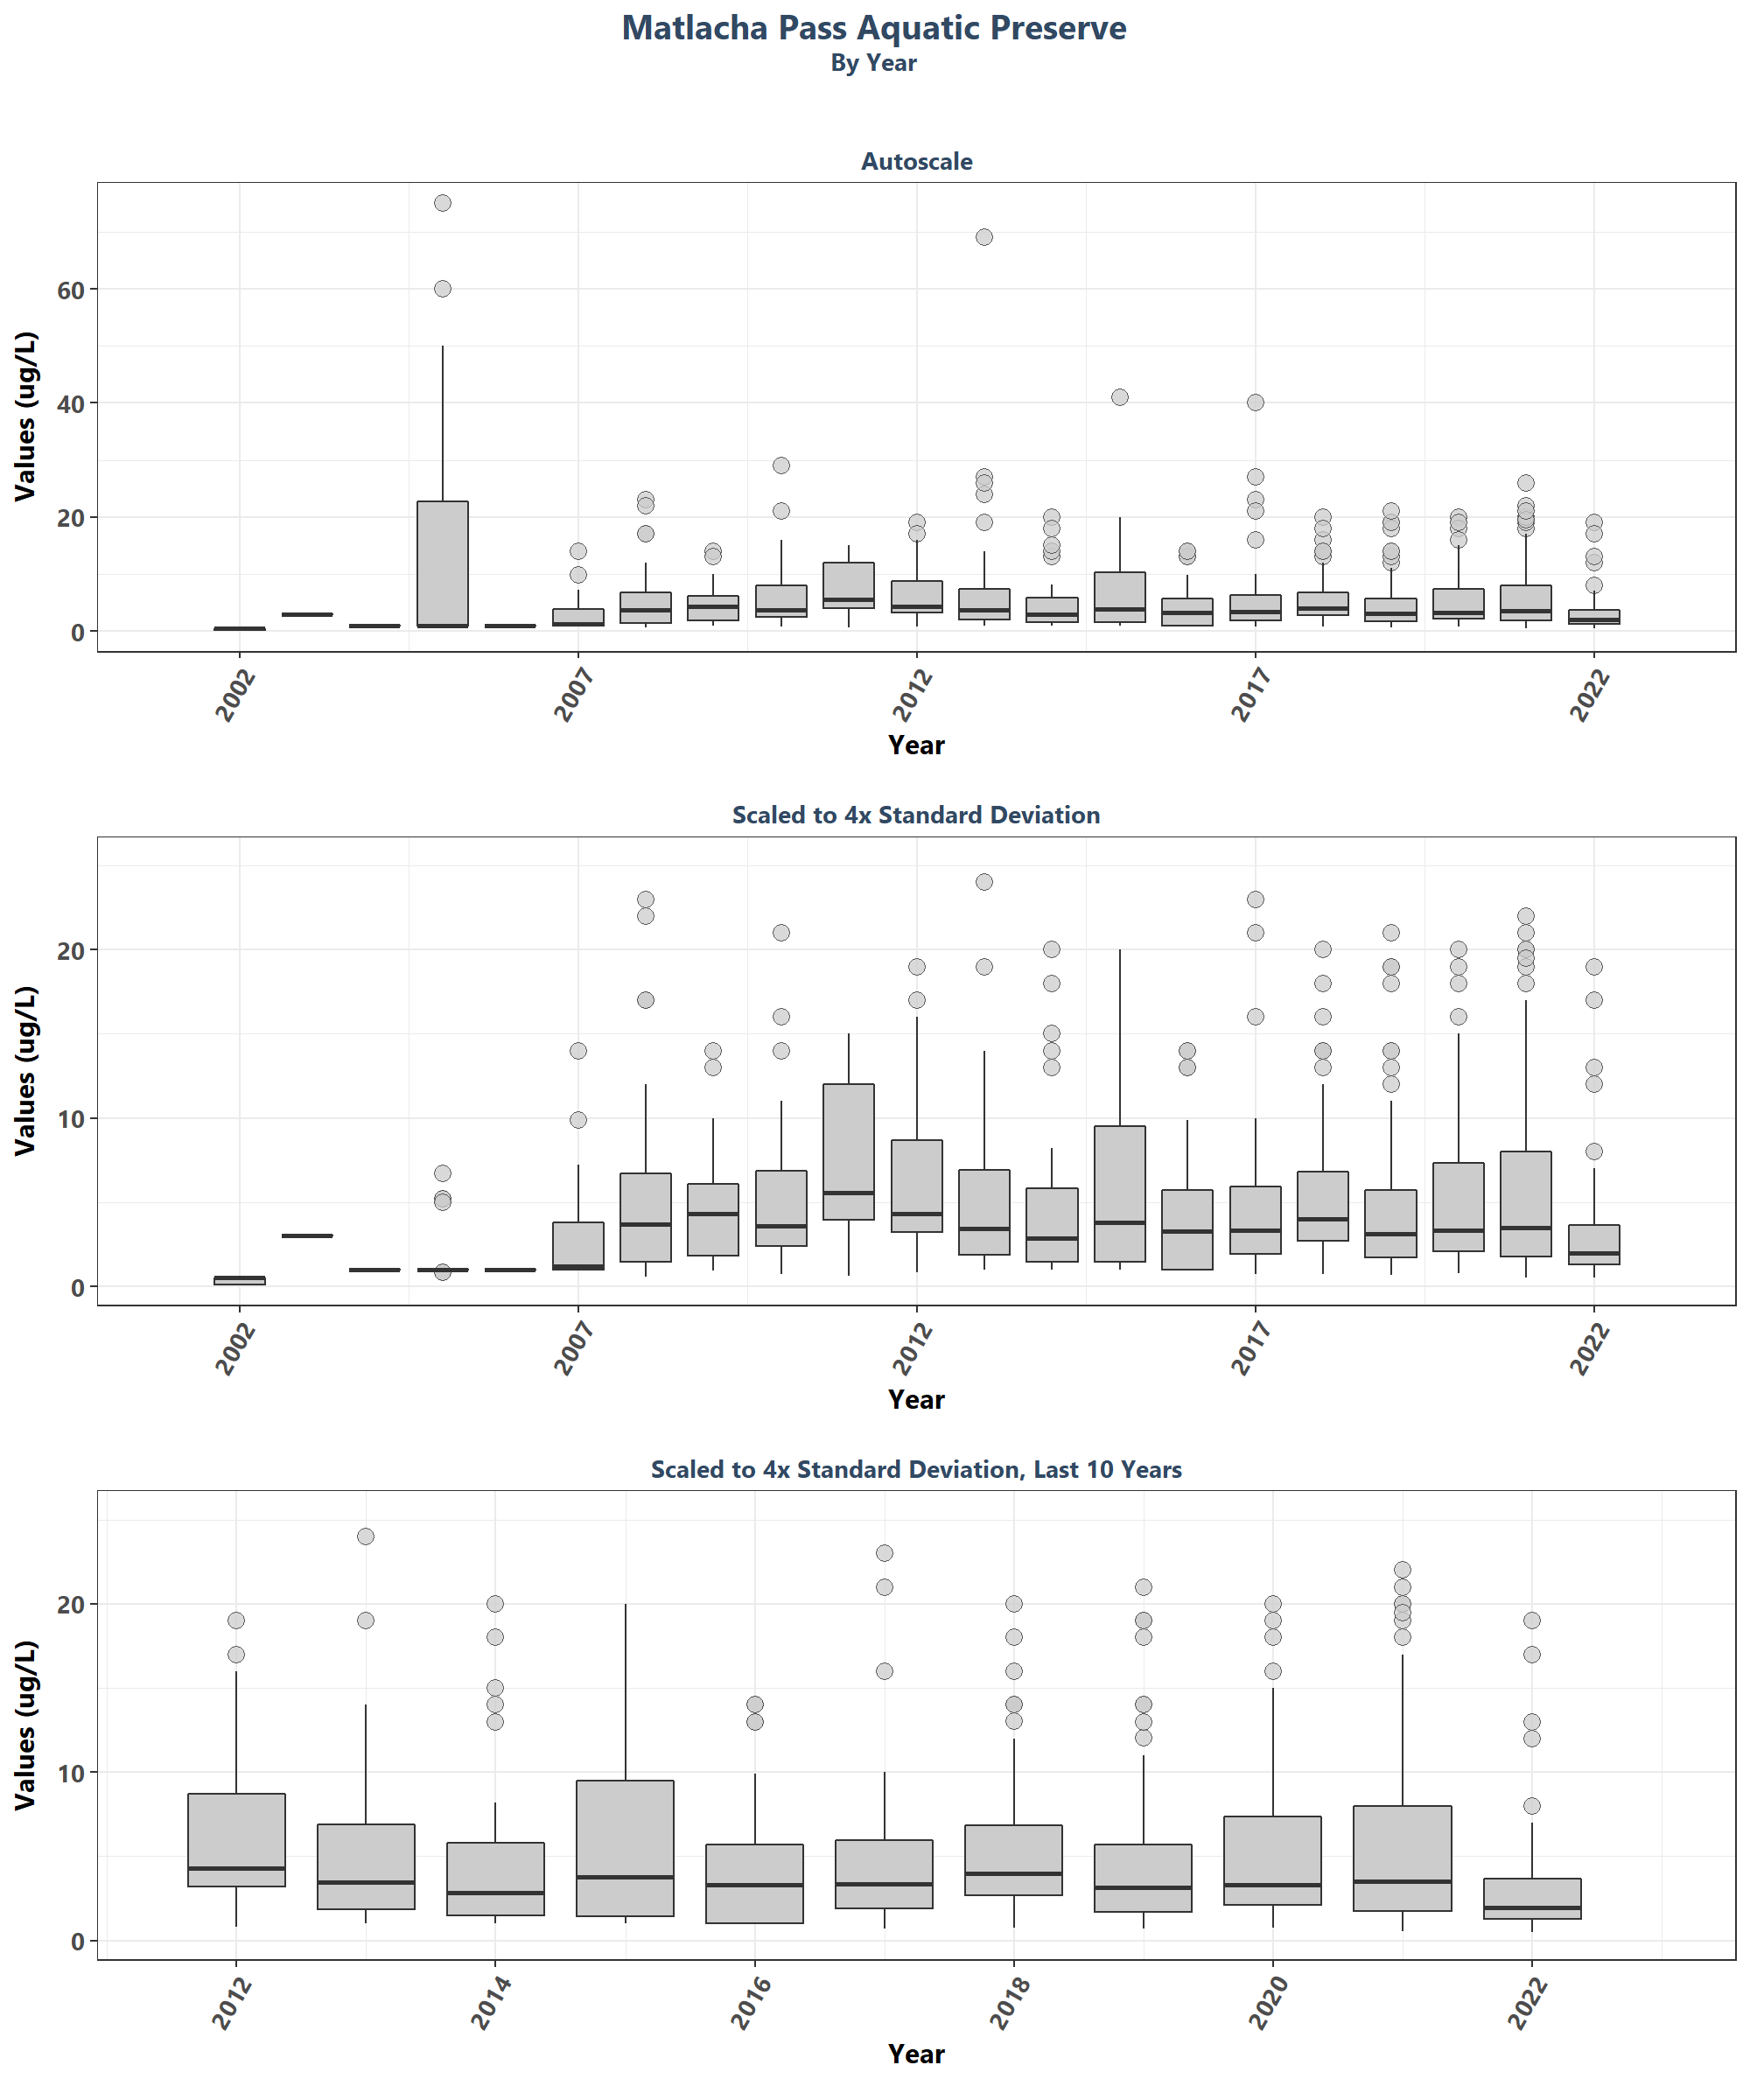 Matlacha Pass Aquatic Preserve
By Year
Autoscale
Values (ug/L)
60
40
20
0
2002
2007
2012
2017
2022
Year
Scaled to 4x Standard Deviation
Values (ug/L)
20
10
0
2002
2007
2012
2017
2022
Year
Scaled to 4x Standard Deviation, Last 10 Years
Values (ug/L)
20
10
0
2012
2014
2016
2018
2020
2022
Year